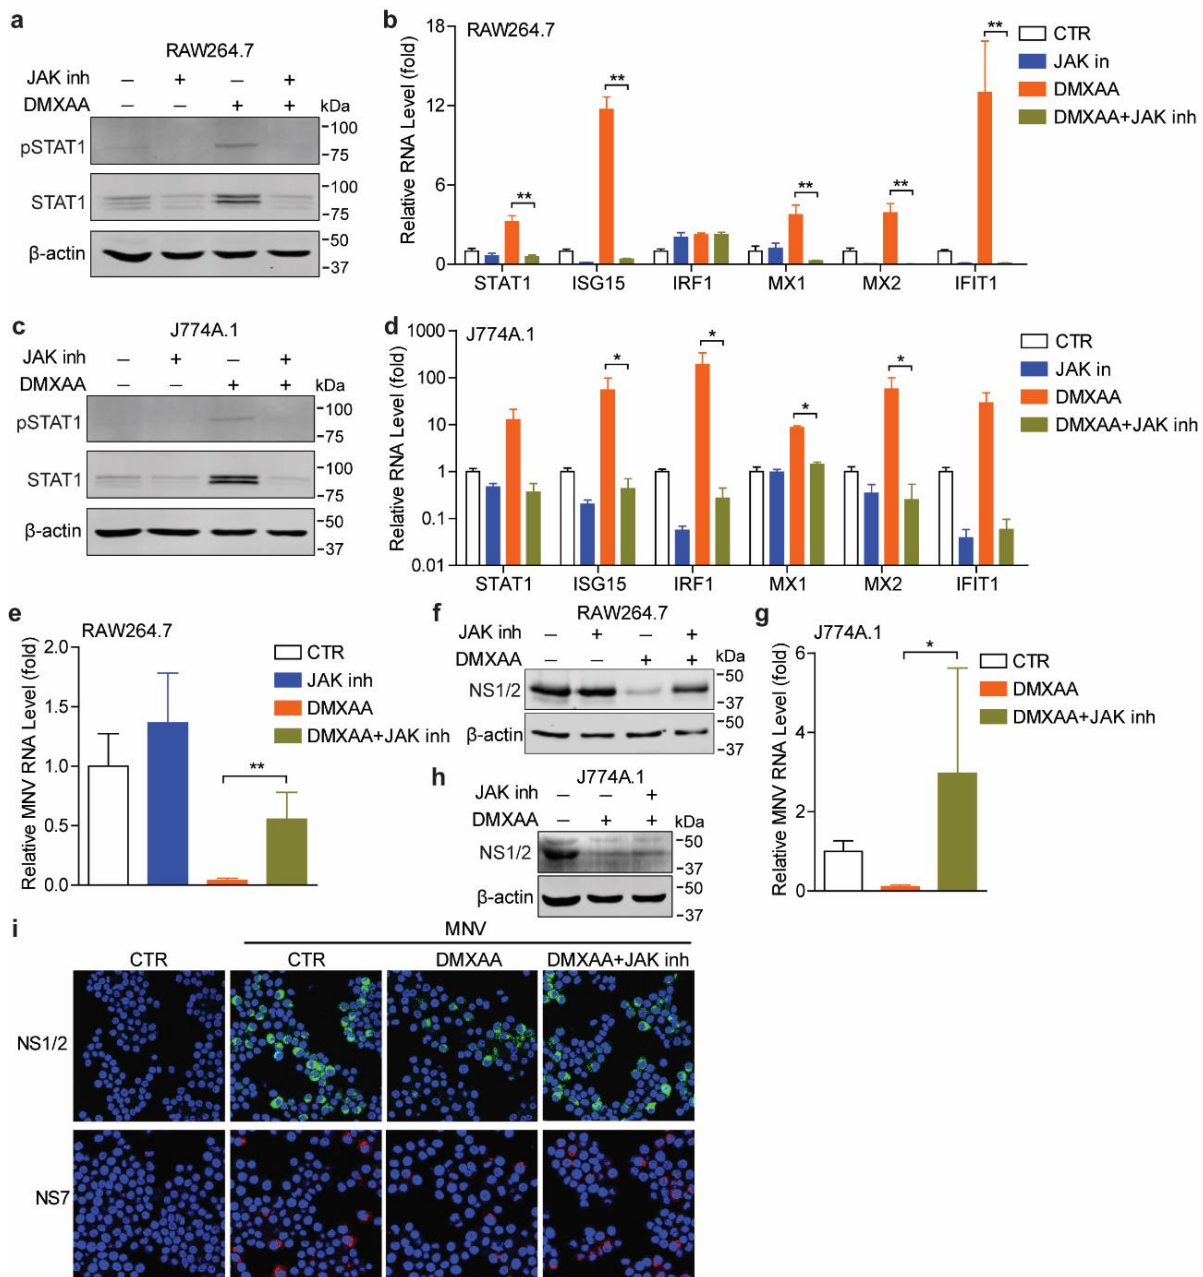 a
RAW264.7
JAK inh – + – +
DMXAA – – + + kDa
pSTAT1
-100
-75
STAT1
-100
-75
β-actin
-50
-37
b
RAW264.7
Relative RNA Level (fold)
18
12
6
0
** ** ** ** **
STAT1 ISG15 IRF1 MX1 MX2 IFIT1
CTR
JAK in
DMXAA
DMXAA+JAK inh
c
J774A.1
JAK inh – + – +
DMXAA – – + + kDa
pSTAT1
-100
-75
STAT1
-100
-75
β-actin
-50
-37
d
J774A.1
Relative RNA Level (fold)
1000
100
10
1
0.1
0.01
* * * *
STAT1 ISG15 IRF1 MX1 MX2 IFIT1
CTR
JAK in
DMXAA
DMXAA+JAK inh
e
RAW264.7
Relative MNV RNA Level (fold)
2.0
1.5
1.0
0.5
0.0
**
CTR
JAK inh
DMXAA
DMXAA+JAK inh
f
RAW264.7
JAK inh – + – +
DMXAA – – + + kDa
NS1/2
-50
-37
β-actin
-50
-37
g
J774A.1
Relative MNV RNA Level (fold)
6
4
2
0
*
CTR
DMXAA
DMXAA+JAK inh
h
J774A.1
JAK inh – – +
DMXAA – + + kDa
NS1/2
-50
-37
β-actin
-50
-37
i
MNV
CTR CTR DMXAA DMXAA+JAK inh
NS1/2
NS7